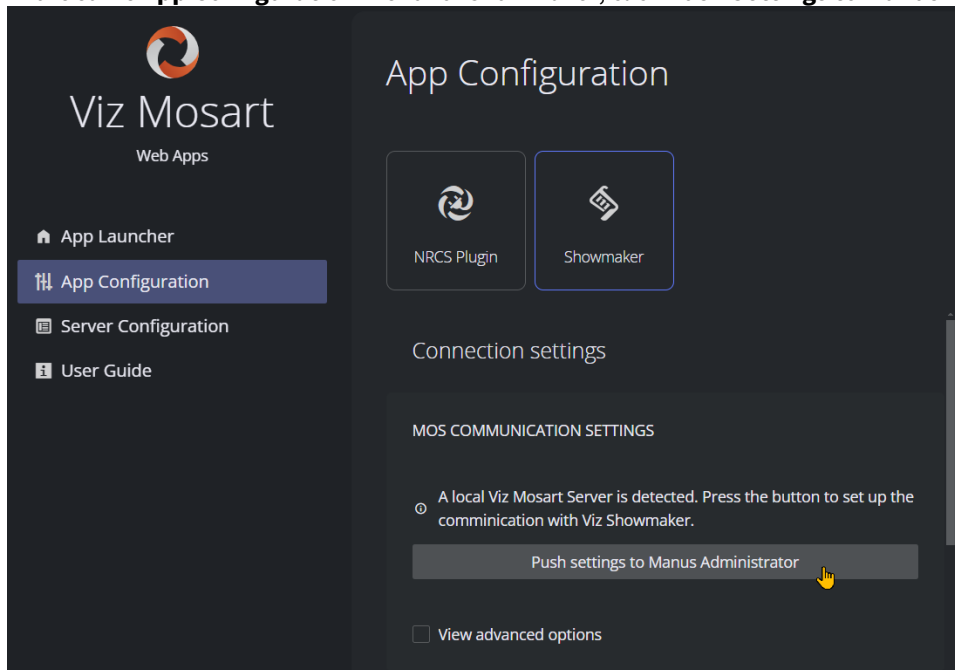 Viz Mosart
Web Apps
App Launcher
App Configuration
Server Configuration
User Guide
App Configuration
NRCS Plugin
Showmaker
Connection settings
MOS COMMUNICATION SETTINGS
A local Viz Mosart Server is detected. Press the button to set up the
comminication with Viz Showmaker.
Push settings to Manus Administrator
View advanced options